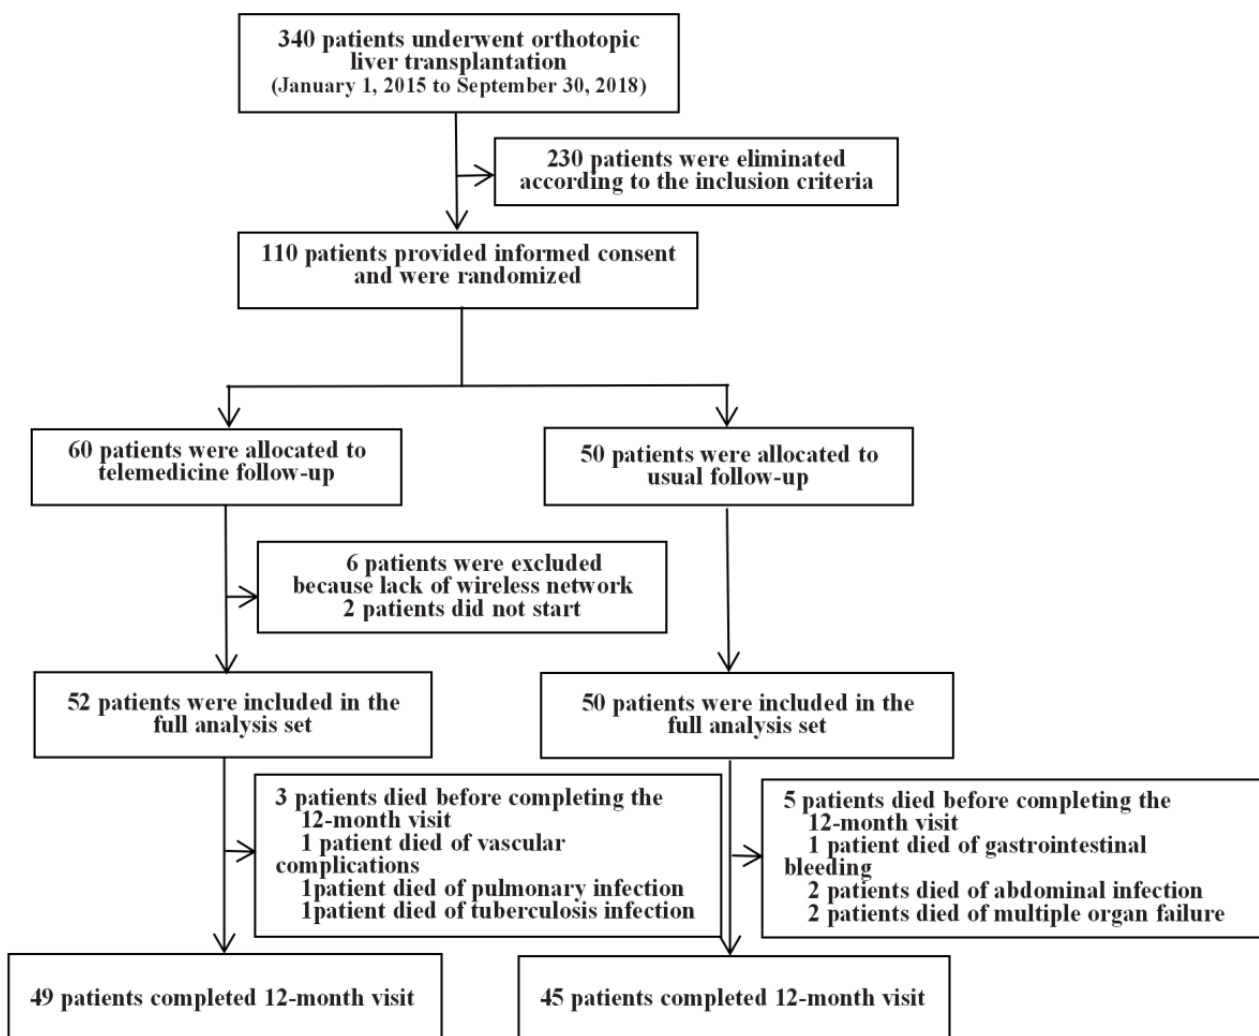 340 patients underwent orthotopic
liver transplantation
(January 1, 2015 to September 30, 2018)
230 patients were eliminated
according to the inclusion criteria
110 patients provided informed consent
and were randomized
60 patients were allocated to
telemedicine follow-up
50 patients were allocated to
usual follow-up
6 patients were excluded
because lack of wireless network
2 patients did not start
52 patients were included in the
full analysis set
50 patients were included in the
full analysis set
3 patients died before completing the
12-month visit
1 patient died of vascular
complications
1patient died of pulmonary infection
1patient died of tuberculosis infection
5 patients died before completing the
12-month visit
1 patient died of gastrointestinal
bleeding
2 patients died of abdominal infection
2 patients died of multiple organ failure
49 patients completed 12-month visit
45 patients completed 12-month visit